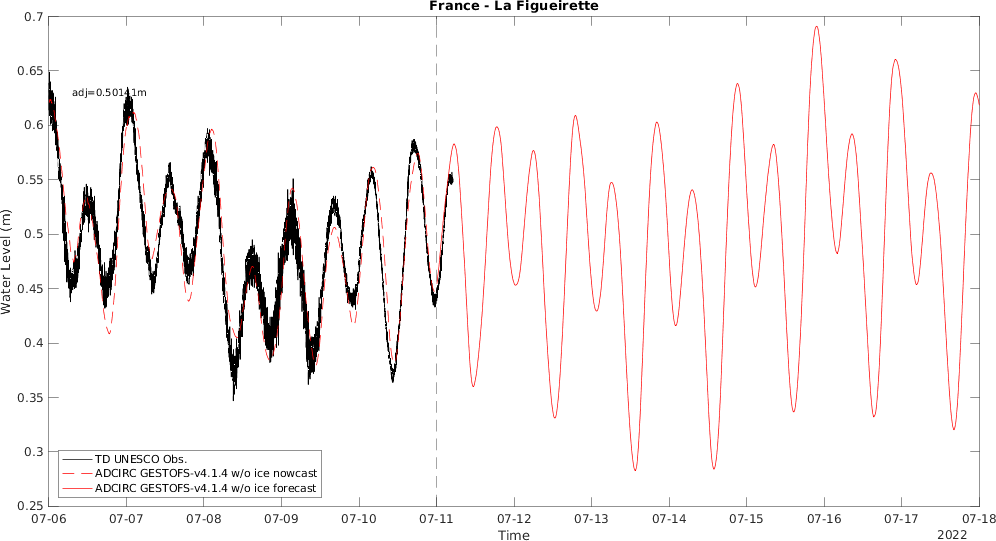 France - La Figueirette
Water Level (m)
0.7
0.65
0.6
0.55
0.5
0.45
0.4
0.35
0.3
0.25
adj=0.50141m
TD UNESCO Obs.
ADCIRC GESTOFS-v4.1.4 w/o ice nowcast
ADCIRC GESTOFS-v4.1.4 w/o ice forecast
07-06 07-07 07-08 07-09 07-10 07-11 07-12 07-13 07-14 07-15 07-16 07-17 07-18
Time
2022